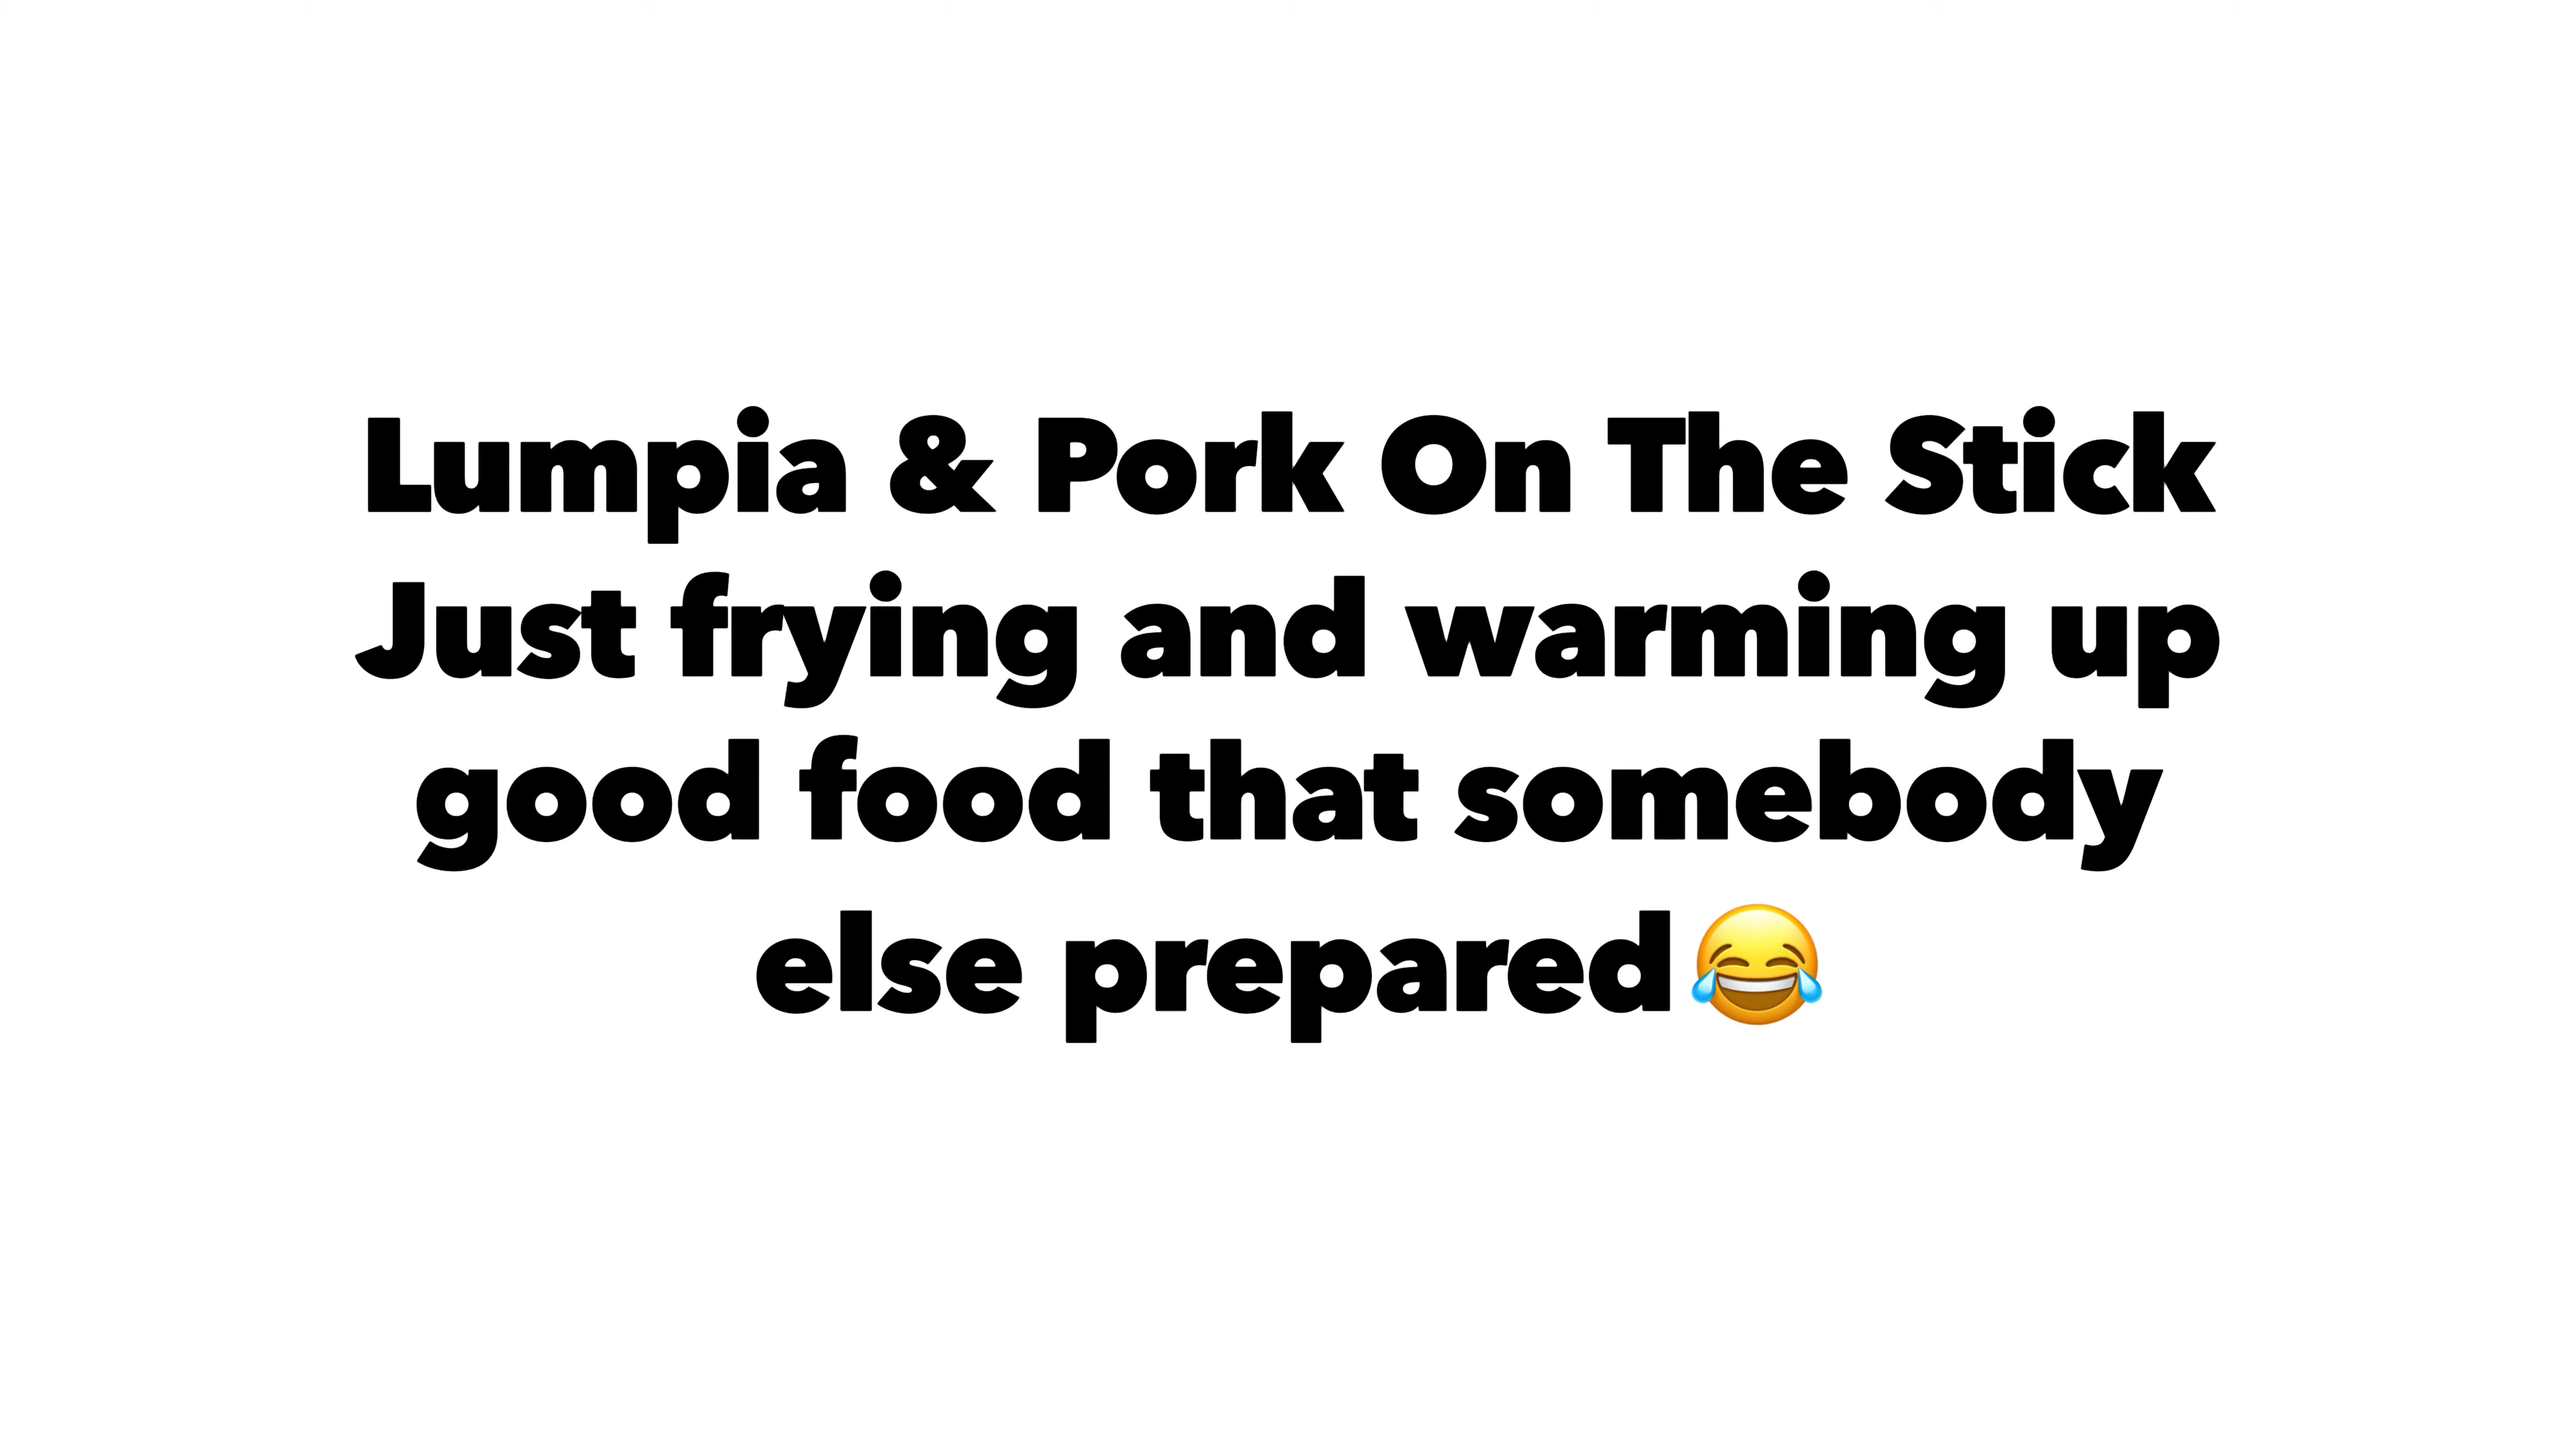 Lumpia & Pork On The Stick
Just frying and warming up
good food that somebody
else prepared😂